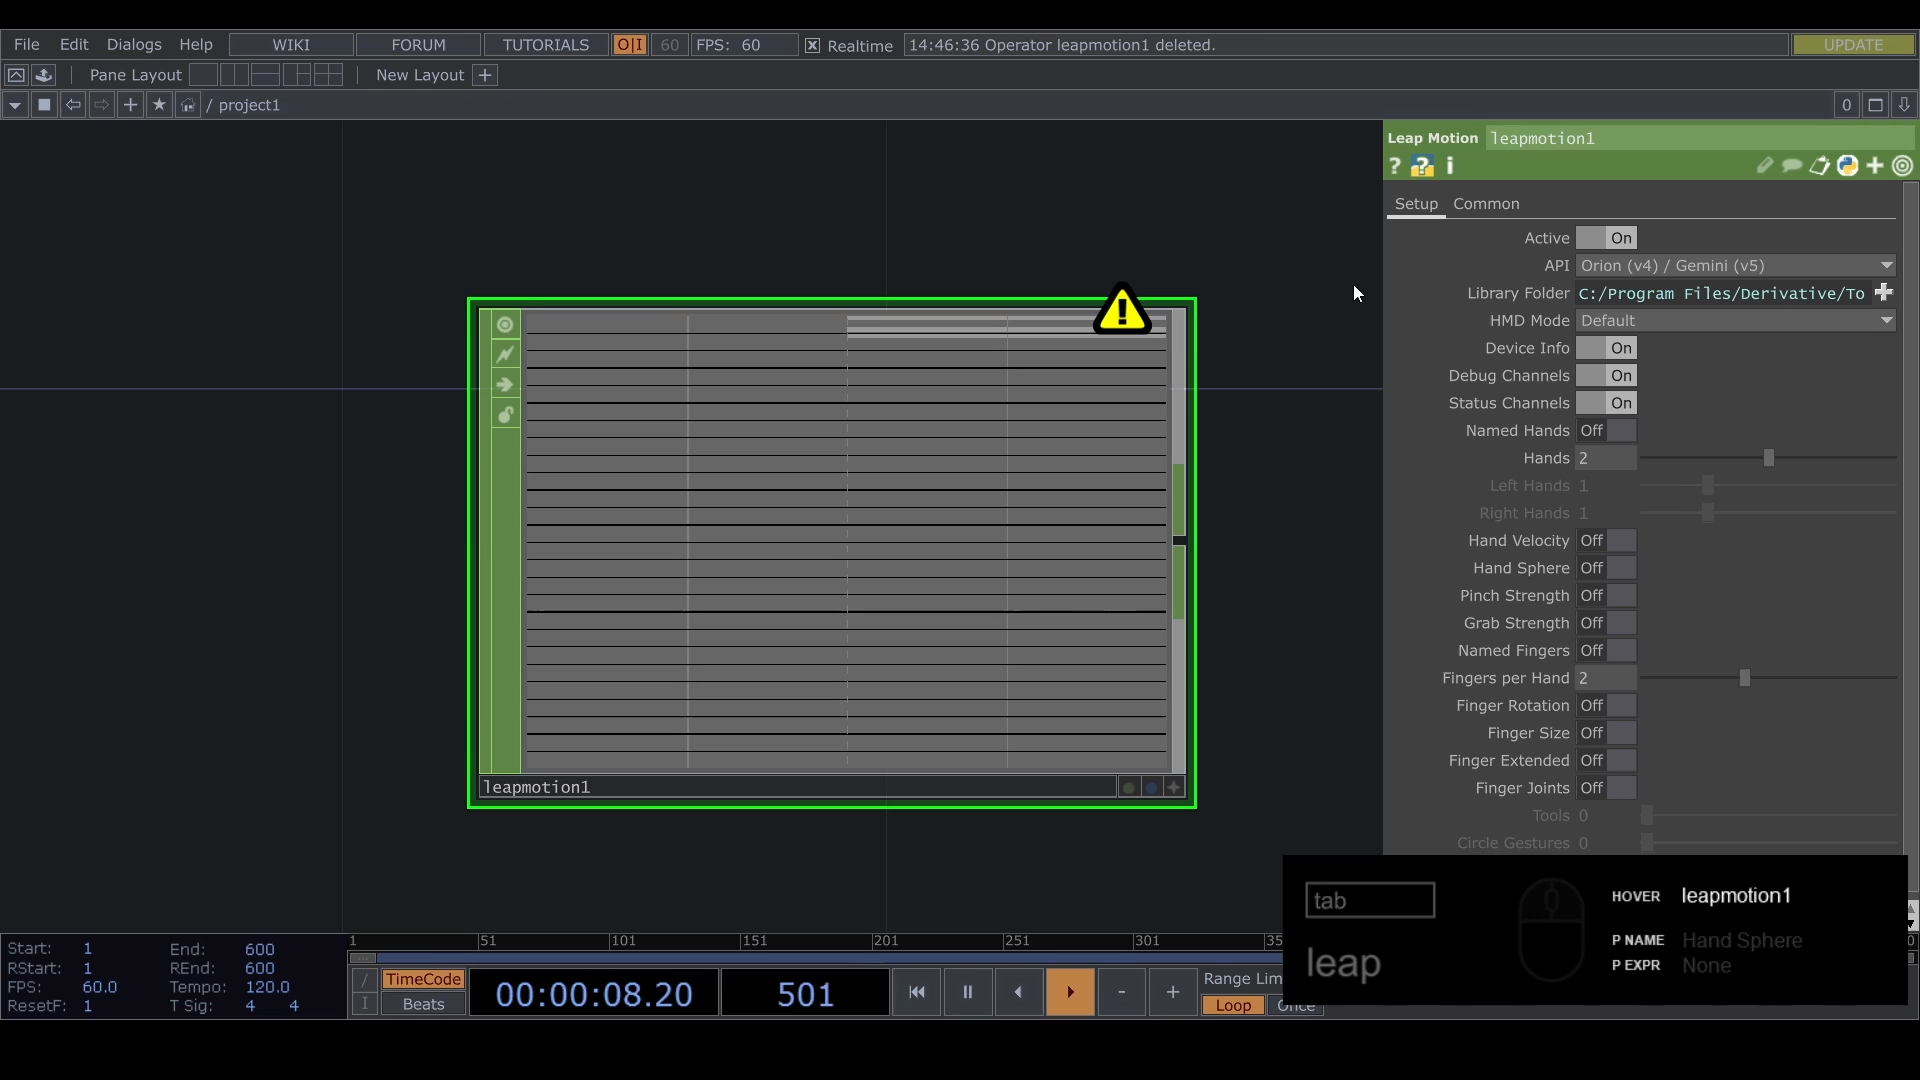 File Edit Dialogs Help WIKI FORUM TUTORIALS O|I 60 FPS: 60 Realtime 14:46:36 Operator leapmotion1 deleted. UPDATE
Pane Layout New Layout +
/ project1 0
Leap Motion leapmotion1
? ? i
Setup Common
Active On
API Orion (v4) / Gemini (v5)
Library Folder C:/Program Files/Derivative/To
HMD Mode Default
Device Info On
Debug Channels On
Status Channels On
Named Hands Off
Hands 2
Left Hands 1
Right Hands 1
Hand Velocity Off
Hand Sphere Off
Pinch Strength Off
Grab Strength Off
Named Fingers Off
Fingers per Hand 2
Finger Rotation Off
Finger Size Off
Finger Extended Off
Finger Joints Off
Tools 0
Circle Gestures 0
leapmotion1
tab
leap
HOVER leapmotion1
P NAME Hand Sphere
P EXPR None
1 51 101 151 201 251 301 35
Start: 1 End: 600
RStart: 1 REnd: 600
FPS: 60.0 Tempo: 120.0
ResetF: 1 T Sig: 4 4
/ TimeCode
I Beats
00:00:08.20 501 - +
Range Lim
Loop Once